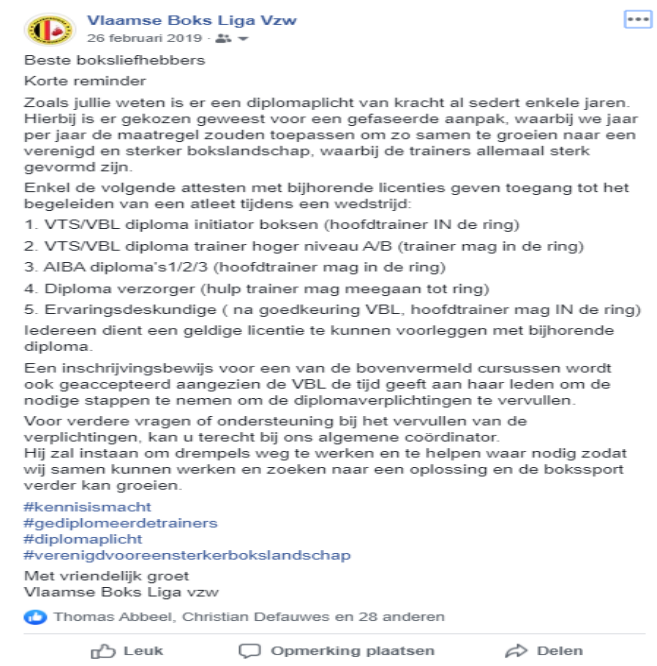 Vlaamse Boks Liga Vzw
26 februari 2019 ·
Beste boksliefhebbers
Korte reminder
Zoals jullie weten is er een diplomaplicht van kracht al sedert enkele jaren.
Hierbij is er gekozen geweest voor een gefaseerde aanpak, waarbij we jaar
per jaar de maatregel zouden toepassen om zo samen te groeien naar een
verenigd en sterker bokslandschap, waarbij de trainers allemaal sterk
gevormd zijn.
Enkel de volgende attesten met bijhorende licenties geven toegang tot het
begeleiden van een atleet tijdens een wedstrijd:
1. VTS/VBL diploma initiator boksen (hoofdtrainer IN de ring)
2. VTS/VBL diploma trainer hoger niveau A/B (trainer mag in de ring)
3. AIBA diploma's1/2/3 (hoofdtrainer mag in de ring)
4. Diploma verzorger (hulp trainer mag meegaan tot ring)
5. Ervaringsdeskundige ( na goedkeuring VBL, hoofdtrainer mag IN de ring)
Iedereen dient een geldige licentie te kunnen voorleggen met bijhorende
diploma.
Een inschrijvingsbewijs voor een van de bovenvermeld cursussen wordt
ook geaccepteerd aangezien de VBL de tijd geeft aan haar leden om de
nodige stappen te nemen om de diplomaverplichtingen te vervullen.
Voor verdere vragen of ondersteuning bij het vervullen van de
verplichtingen, kan u terecht bij ons algemene coördinator.
Hij zal instaan om drempels weg te werken en te helpen waar nodig zodat
wij samen kunnen werken en zoeken naar een oplossing en de bokssport
verder kan groeien.
#kennisismacht
#gediplomeerdetrainers
#diplomaplicht
#verenigdvooreensterkerbokslandschap
Met vriendelijk groet
Vlaamse Boks Liga vzw
Thomas Abbeel, Christian Defauwes en 28 anderen
Leuk Opmerking plaatsen Delen